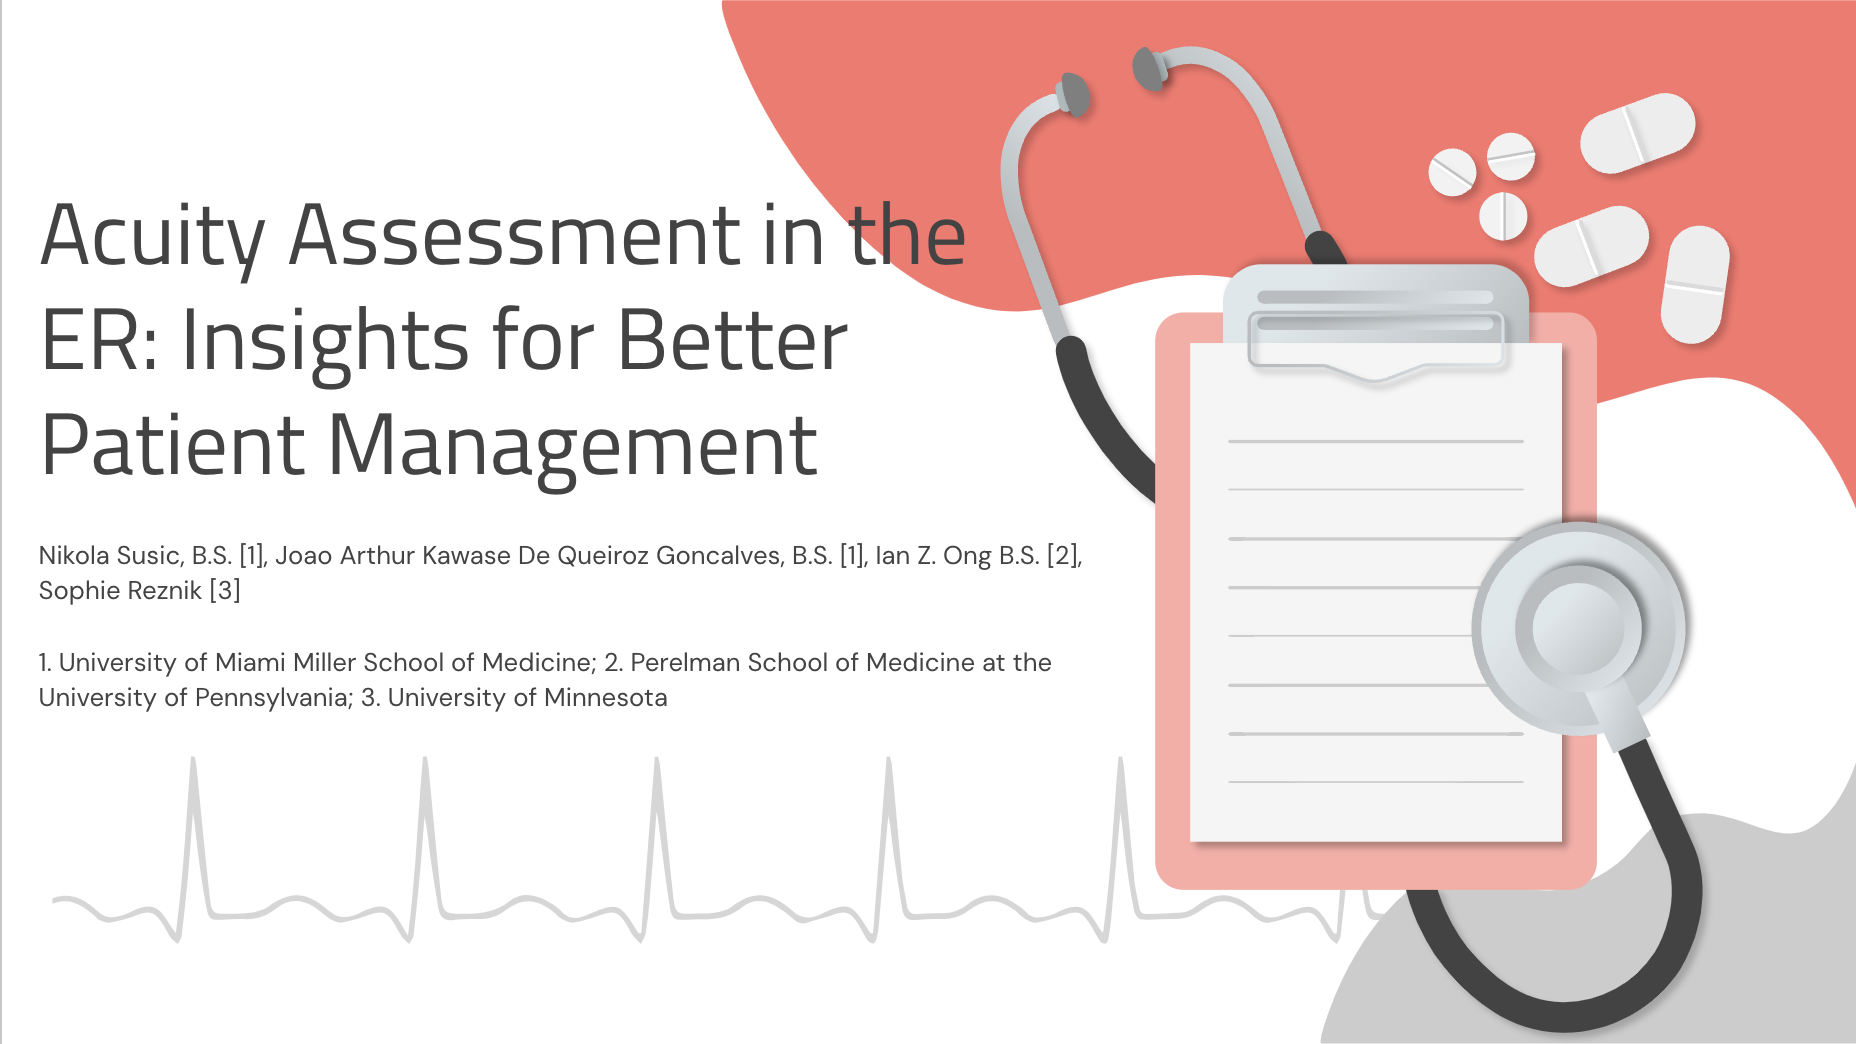 Acuity Assessment in the
ER: Insights for Better
Patient Management
Nikola Susic, B.S. [1], Joao Arthur Kawase De Queiroz Goncalves, B.S. [1], Ian Z. Ong B.S. [2],
Sophie Reznik [3]
1. University of Miami Miller School of Medicine; 2. Perelman School of Medicine at the
University of Pennsylvania; 3. University of Minnesota